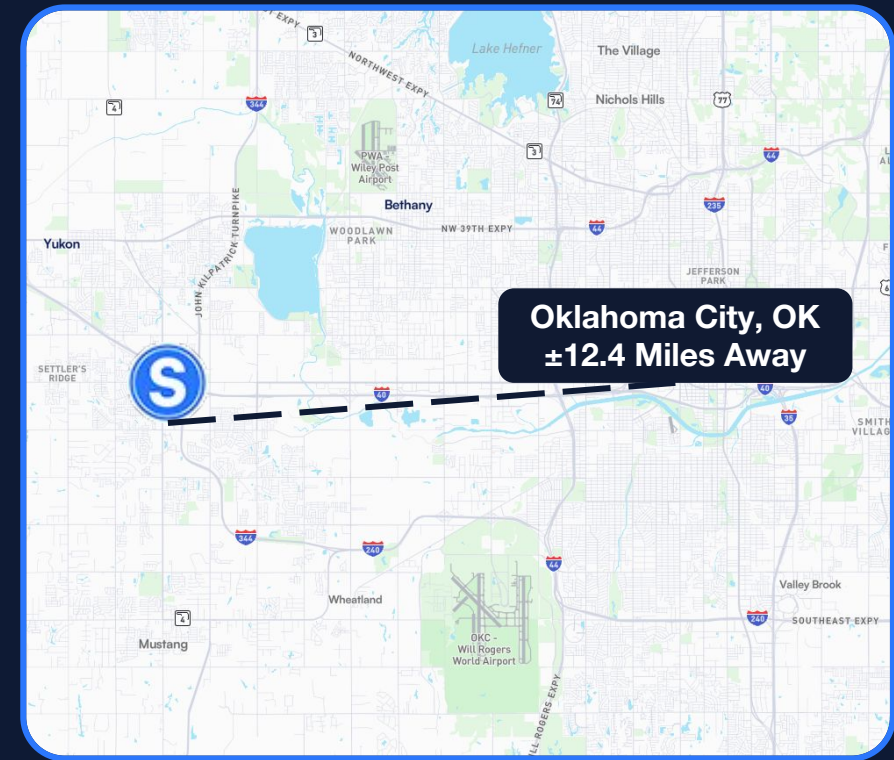 ST EXPY
3
Lake Hefner
The Village
NORTHWEST EXPY
4
344
74
Nichols Hills
77
3
44
PWA
Wiley Post
Airport
Bethany
235
JOHN KILPATRICK TURNPIKE
WOODLAWN
PARK
NW 39TH EXPY
44
Yukon
JEFFERSON
PARK
Oklahoma City, OK
±12.4 Miles Away
SETTLER'S
RIDGE
S
40
40
35
SMITH
VILLAG
344
240
44
Wheatland
Valley Brook
4
240
SOUTHEAST EXPY
Mustang
OKC -
Will Rogers
World Airport
LL ROGERS EXPY